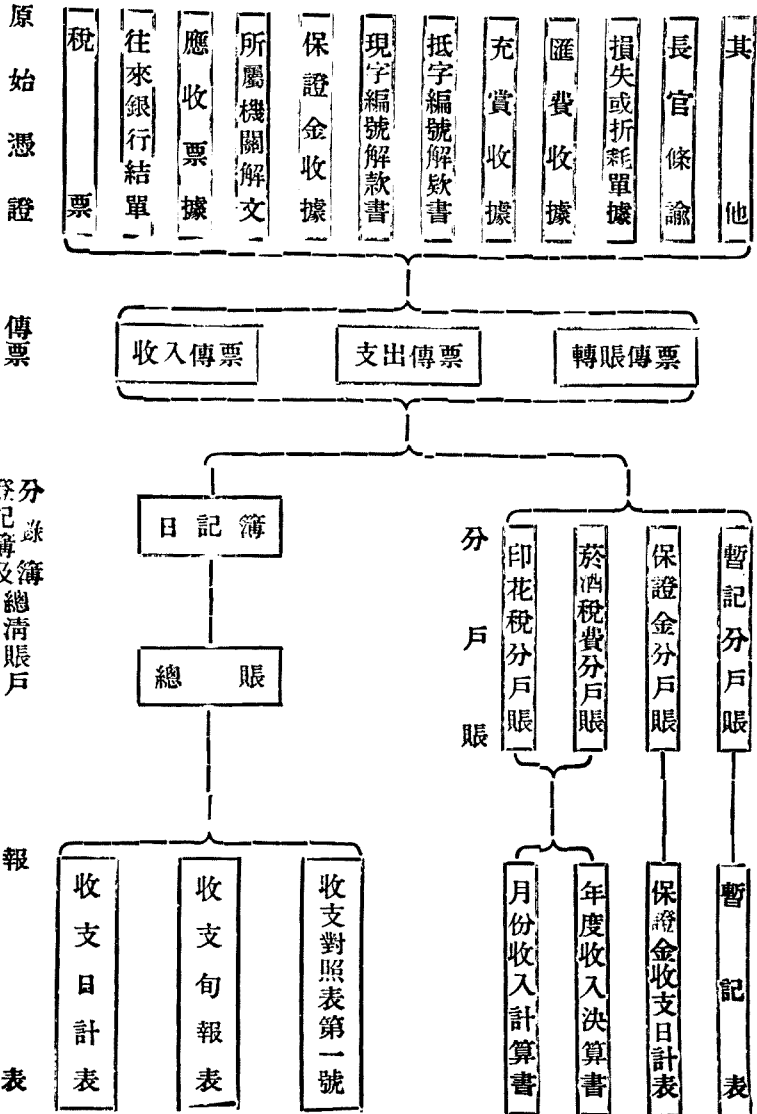 原始憑證
稅票
往來銀行結單
應收票據
所屬機關解文
保證金收據
現字編號解款書
抵字編號解欵書
充賞收據
匯費收據
損失或折耗單據
長官條諭
其他
傳票
收入傳票
支出傳票
轉賬傳票
分錄簿
登記簿及總清賬戶
日記簿
總賬
分戶賬
印花稅分戶賬
菸酒稅費分戶賬
保證金分戶賬
暫記分戶賬
報表
收支日計表
收支旬報表
收支對照表第一號
月份收入計算書
年度收入決算書
保證金收支日計表
暫記表